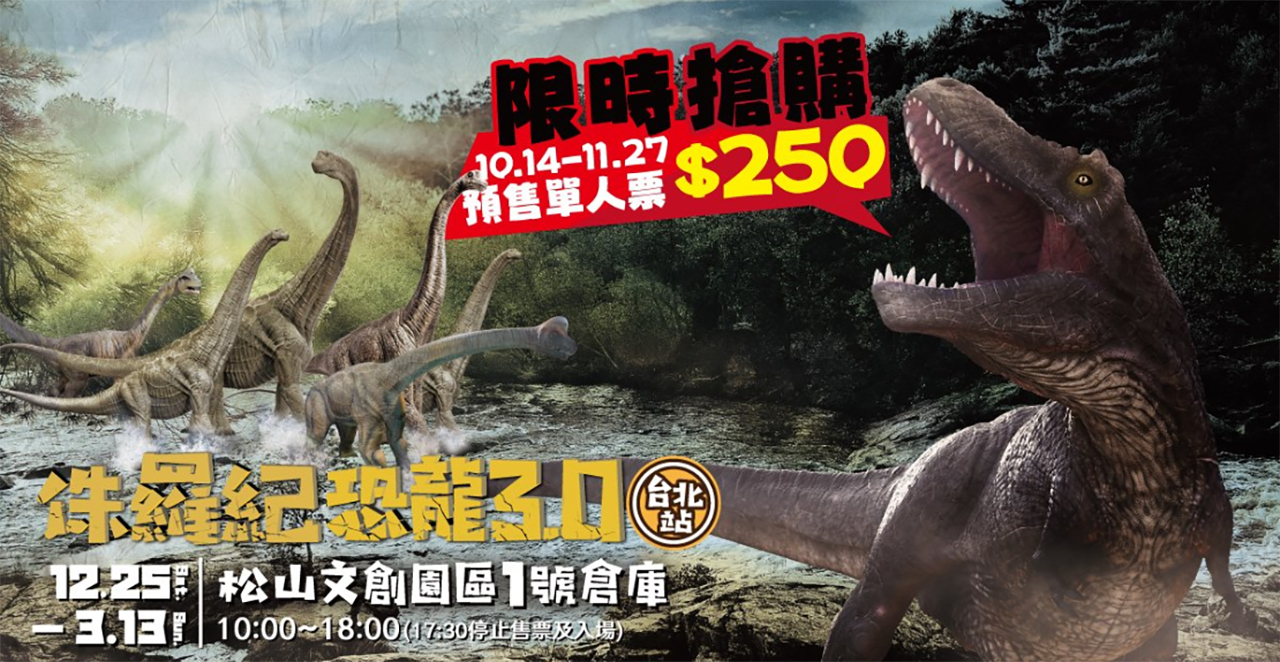 限時搶購
10.14-11.27
預售單人票
$250
侏羅紀恐龍3.0
台北站
12.25 Sat.
- 3.13 Sun.
松山文創園區1號倉庫
10:00~18:00(17:30停止售票及入場)